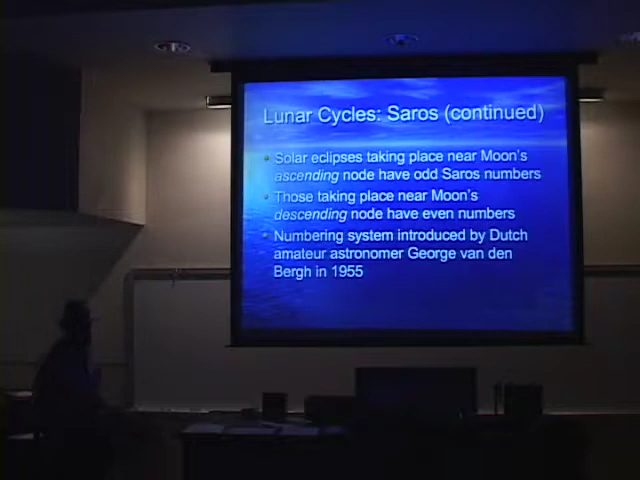 Lunar Cycles: Saros (continued)
• Solar eclipses taking place near Moon's
ascending node have odd Saros numbers
• Those taking place near Moon's
descending node have even numbers
• Numbering system introduced by Dutch
amateur astronomer George van den
Bergh in 1955